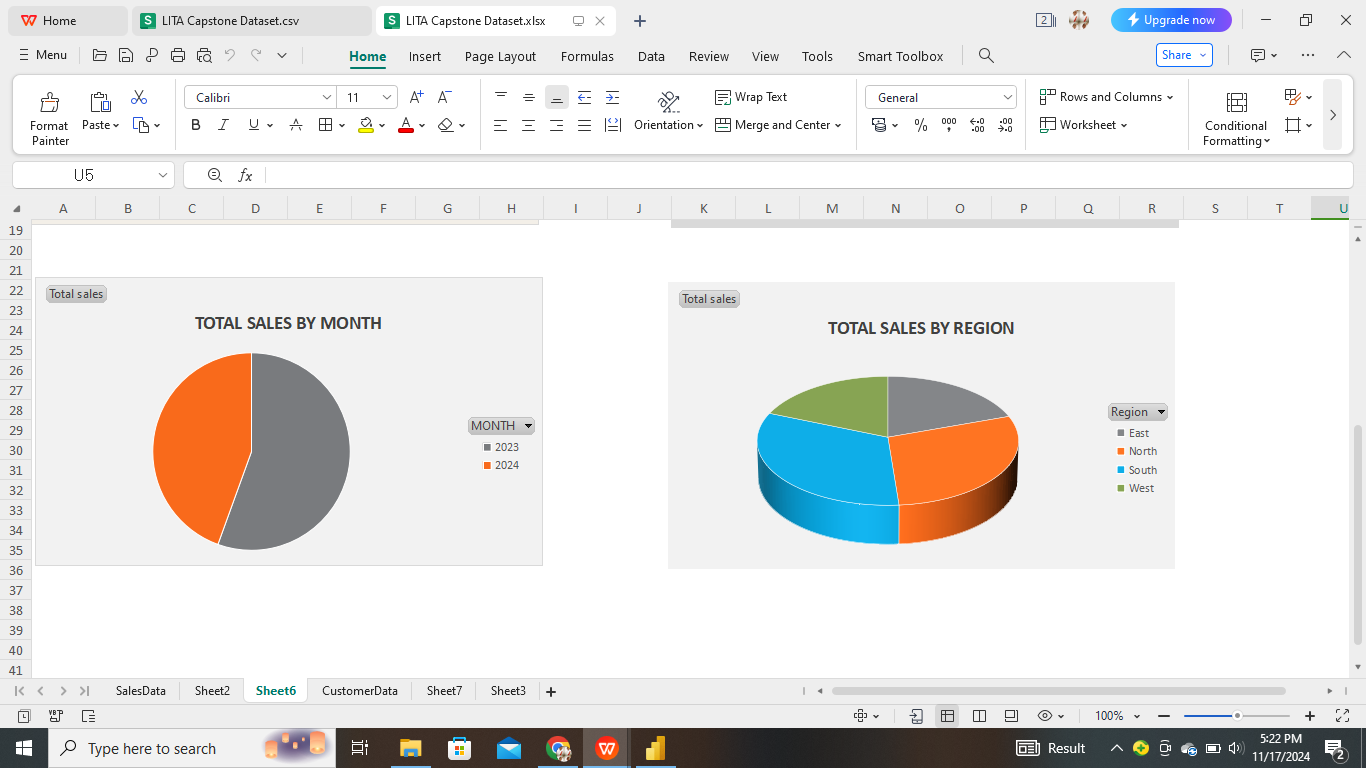 Home LITA Capstone Dataset.csv LITA Capstone Dataset.xlsx 2 Upgrade now
Menu Home Insert Page Layout Formulas Data Review View Tools Smart Toolbox Share
Format Painter Paste Calibri 11 Wrap Text General Rows and Columns
B I U A A Orientation Merge and Center Worksheet Conditional Formatting
U5 fx
A B C D E F G H I J K L M N O P Q R S T U
19
20
21
22
23
24
25
26
27
28
29
30
31
32
33
34
35
36
37
38
39
40
41
Total sales
TOTAL SALES BY MONTH
MONTH
2023
2024
Total sales
TOTAL SALES BY REGION
Region
East
North
South
West
SalesData Sheet2 Sheet6 CustomerData Sheet7 Sheet3
100%
Type here to search Result 5:22 PM
11/17/2024 2